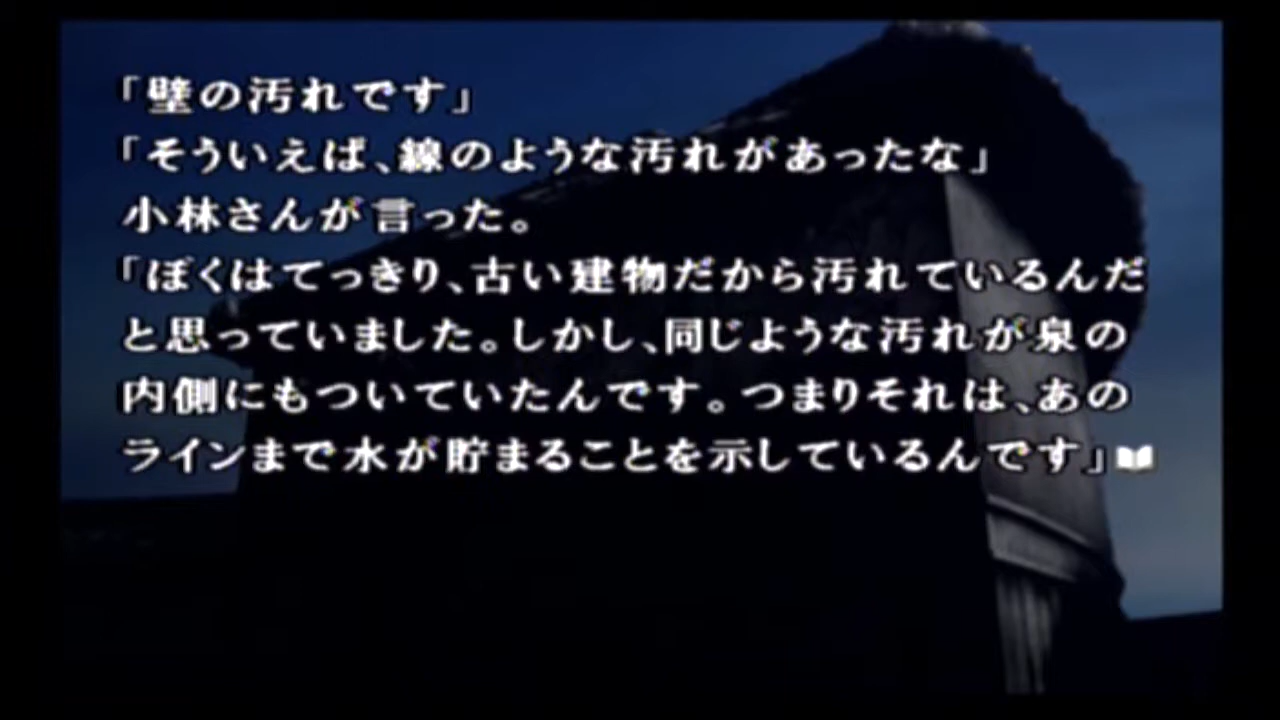 「壁の汚れです」
「そういえば、線のような汚れがあったな」
小林さんが言った。
「ぼくはてっきり、古い建物だから汚れているんだ
と思っていました。しかし、同じような汚れが泉の
内側にもついていたんです。つまりそれは、あの
ラインまで水が貯まることを示しているんです」